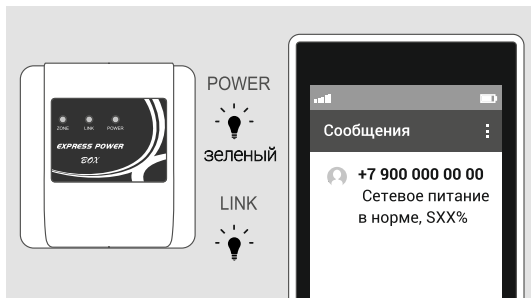 ZONE LINK POWER
EXPRESS POWER
BOX
POWER
зеленый
LINK
Сообщения
+7 900 000 00 00
Сетевое питание
в норме, SXX%